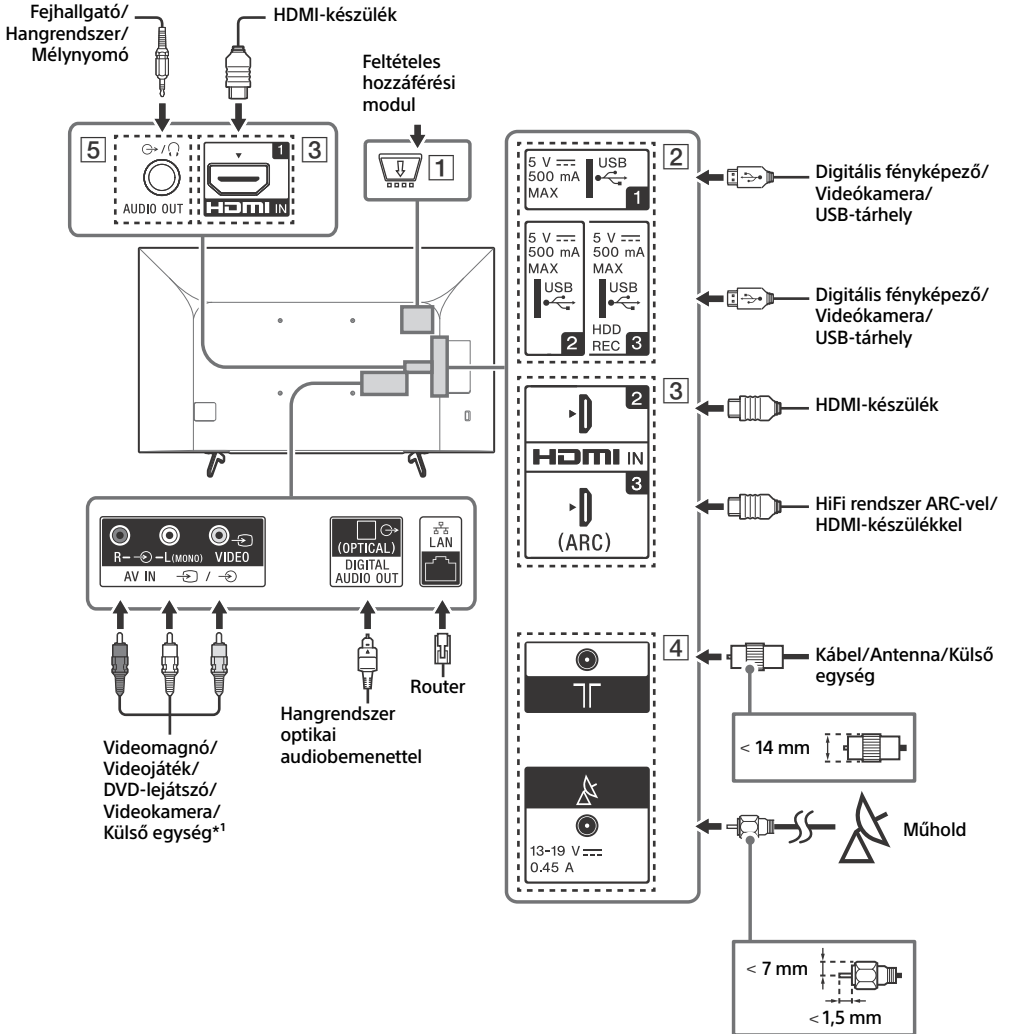 Fejhallgató/
Hangrendszer/
Mélynyomó
HDMI-készülék
Feltételes
hozzáférési
modul
5
AUDIO OUT
1
HDMI IN
3
1
5 V
500 mA
MAX
USB
1
2
Digitális fényképező/
Videókamera/
USB-tárhely
5 V
500 mA
MAX
USB
2
5 V
500 mA
MAX
USB
HDD
REC 3
Digitális fényképező/
Videókamera/
USB-tárhely
2
3
HDMI-készülék
HDMI IN
3
(ARC)
HiFi rendszer ARC-vel/
HDMI-készülékkel
R
L(MONO)
VIDEO
AV IN /
(OPTICAL)
DIGITAL
AUDIO OUT
LAN
Videomagnó/
Videojáték/
DVD-lejátszó/
Videokamera/
Külső egység*1
Hangrendszer
optikai
audiobemenettel
Router
4
Kábel/Antenna/Külső
egység
< 14 mm
13-19 V
0.45 A
Műhold
< 7 mm
< 1,5 mm